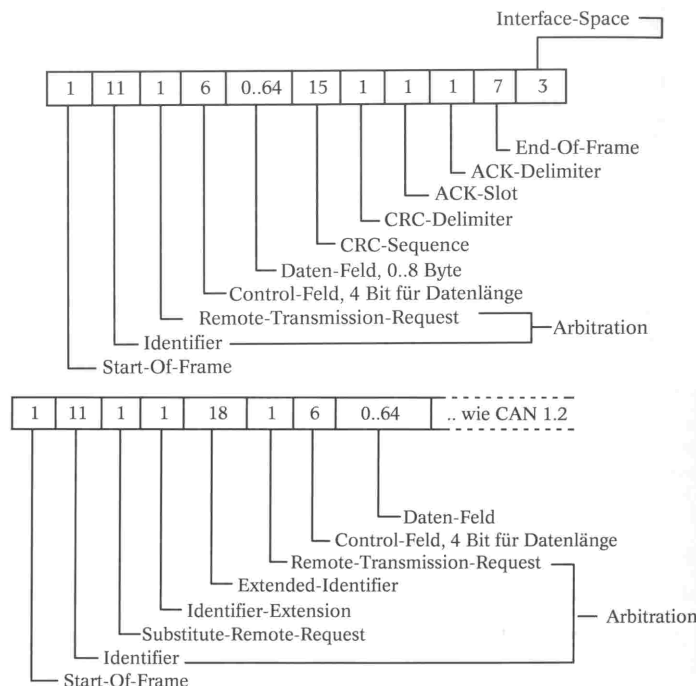 Interface-Space
1 11 1 6 0..64 15 1 1 1 7 3
End-Of-Frame
ACK-Delimiter
ACK-Slot
CRC-Delimiter
CRC-Sequence
Daten-Feld, 0..8 Byte
Control-Feld, 4 Bit für Datenlänge
Remote-Transmission-Request
Arbitration
Identifier
Start-Of-Frame
1 11 1 1 18 1 6 0..64 .. wie CAN 1.2
Daten-Feld
Control-Feld, 4 Bit für Datenlänge
Remote-Transmission-Request
Extended-Identifier
Identifier-Extension
Arbitration
Substitute-Remote-Request
Identifier
Start-Of-Frame